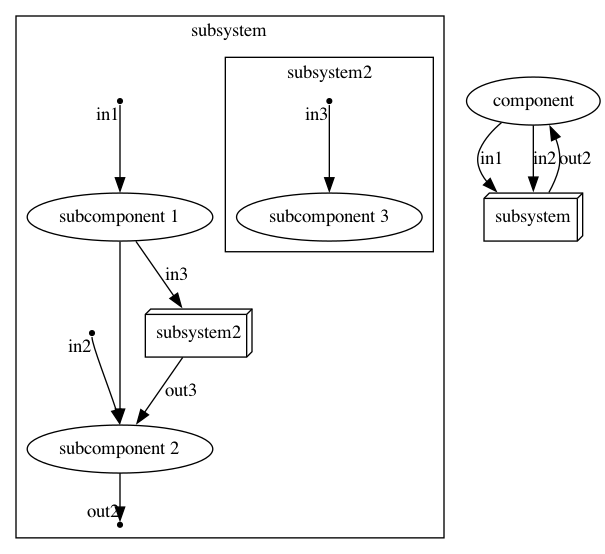 subsystem
subsystem2
component
in1
in3
in1
in2
out2
subcomponent 1
subcomponent 3
subsystem
in3
in2
subsystem2
out3
subcomponent 2
out2